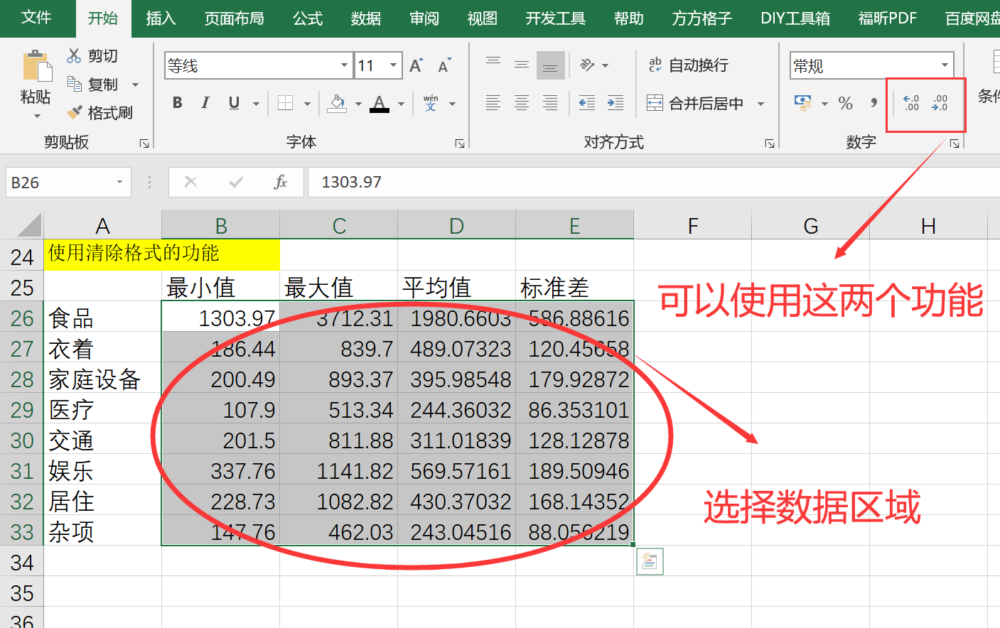 文件 开始 插入 页面布局 公式 数据 审阅 视图 开发工具 帮助 方方格子 DIY工具箱 福昕PDF 百度网盘
剪切
等线 11 A A
ab
c 自动换行
常规
粘贴
复制
B I U A
wén
文
合并后居中
% ,
←.0
.00
.00
→.0
条件
格式刷
剪贴板 字体 对齐方式 数字
B26 fx 1303.97
A B C D E F G H
24 使用清除格式的功能
25 最小值 最大值 平均值 标准差
26 食品 1303.97 3712.31 1980.6603 586.88616
27 衣着 186.44 839.7 489.07323 120.45658
28 家庭设备 200.49 893.37 395.98548 179.92872
29 医疗 107.9 513.34 244.36032 86.353101
30 交通 201.5 811.88 311.01839 128.12878
31 娱乐 337.76 1141.82 569.57161 189.50946
32 居住 228.73 1082.82 430.37032 168.14352
33 杂项 147.76 462.03 243.04516 88.056219
34
35
36
可以使用这两个功能
选择数据区域